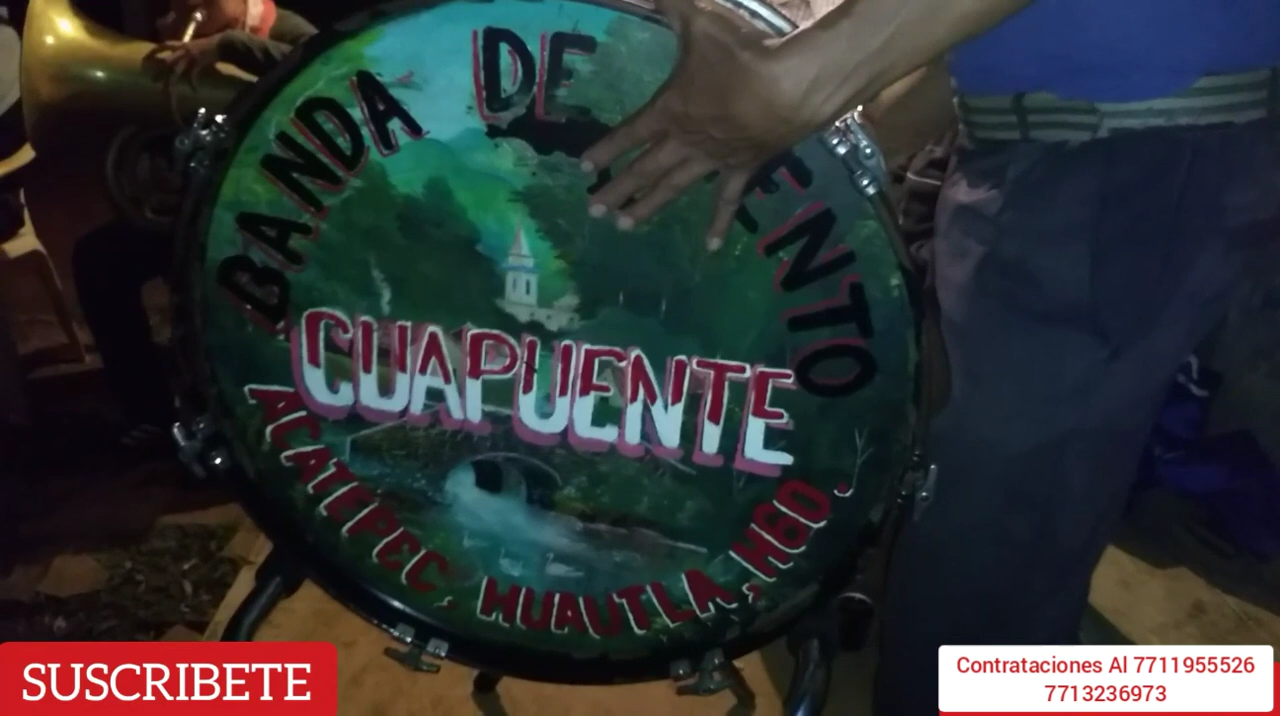 BANDA DE ENTO
CUAPUENTE
ACATEPEC, HUAUTLA, HGO.
SUSCRIBETE
Contrataciones Al 7711955526
7713236973